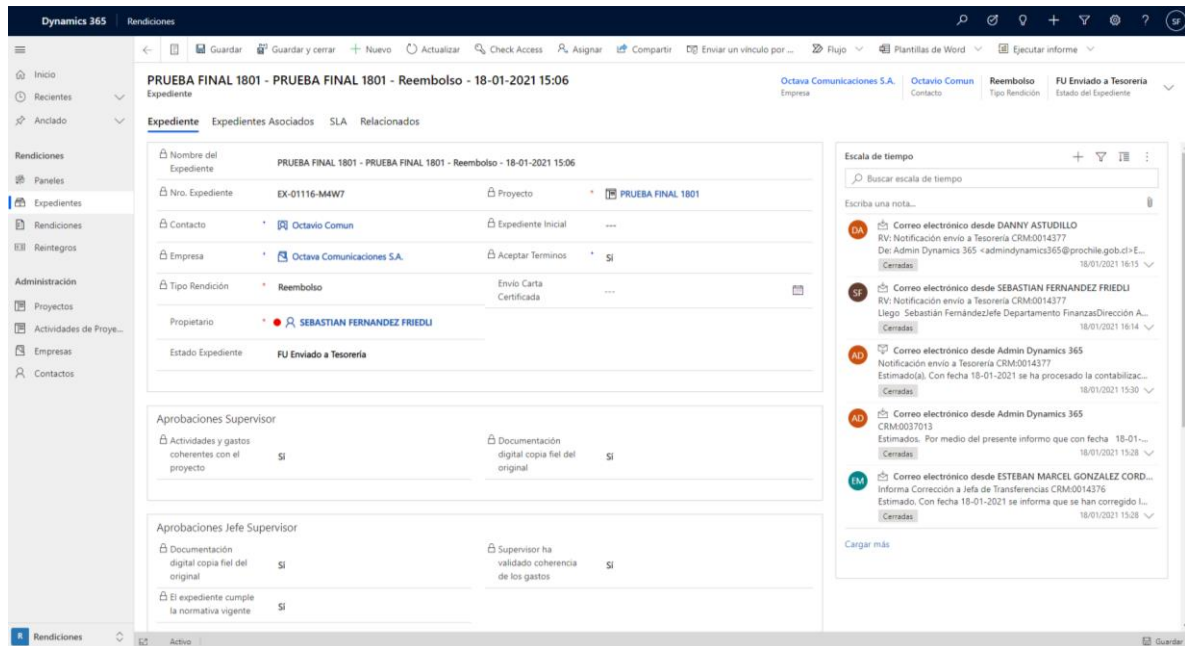 Dynamics 365 Rendiciones SF
Guardar Guardar y cerrar Nuevo Actualizar Check Access Asignar Compartir Enviar un vínculo por ... Flujo Plantillas de Word Ejecutar informe
Inicio
Recientes
Anclado
Rendiciones
Paneles
Expedientes
Rendiciones
Reintegros
Administración
Proyectos
Actividades de Proye...
Empresas
Contactos
R Rendiciones
PRUEBA FINAL 1801 - PRUEBA FINAL 1801 - Reembolso - 18-01-2021 15:06
Expediente
Octava Comunicaciones S.A. Octavio Comun Reembolso FU Enviado a Tesoreria
Empresa Contacto Tipo Rendición Estado del Expediente
Expediente Expedientes Asociados SLA Relacionados
Nombre del
Expediente
PRUEBA FINAL 1801 - PRUEBA FINAL 1801 - Reembolso - 18-01-2021 15:06
Nro. Expediente EX-01116-M4W7 Proyecto * PRUEBA FINAL 1801
Contacto * Octavio Comun Expediente Inicial ---
Empresa * Octava Comunicaciones S.A. Aceptar Terminos * Sí
Tipo Rendición * Reembolso Envío Carta
Certificada
---
Propietario * SEBASTIAN FERNANDEZ FRIEDLI
Estado Expediente FU Enviado a Tesoreria
Aprobaciones Supervisor
Actividades y gastos
coherentes con el
proyecto
Sí
Documentación
digital copia fiel del
original
Sí
Aprobaciones Jefe Supervisor
Documentación
digital copia fiel del
original
Sí
Supervisor ha
validado coherencia
de los gastos
Sí
El expediente cumple
la normativa vigente
Sí
Escala de tiempo
Buscar escala de tiempo
Escriba una nota...
DA Correo electrónico desde DANNY ASTUDILLO
RV: Notificación envío a Tesorería CRM:0014377
De: Admin Dynamics 365 <admindynamics365@prochile.gob.cl>E...
Cerradas 18/01/2021 16:15
SF Correo electrónico desde SEBASTIAN FERNANDEZ FRIEDLI
RV: Notificación envío a Tesorería CRM:0014377
Llego Sebastián FernándezJefe Departamento FinanzasDirección A...
Cerradas 18/01/2021 16:14
AD Correo electrónico desde Admin Dynamics 365
Notificación envío a Tesorería CRM:0014377
Estimado(a). Con fecha 18-01-2021 se ha procesado la contabilizac...
Cerradas 18/01/2021 15:30
AD Correo electrónico desde Admin Dynamics 365
CRM:0037013
Estimados. Por medio del presente informo que con fecha 18-01-...
Cerradas 18/01/2021 15:28
EM Correo electrónico desde ESTEBAN MARCEL GONZALEZ CORD...
Informa Corrección a Jefa de Transferencias CRM:0014376
Estimado. Con fecha 18-01-2021 se informa que se han corregido l...
Cerradas 18/01/2021 15:28
Cargar más
Activo Guardar